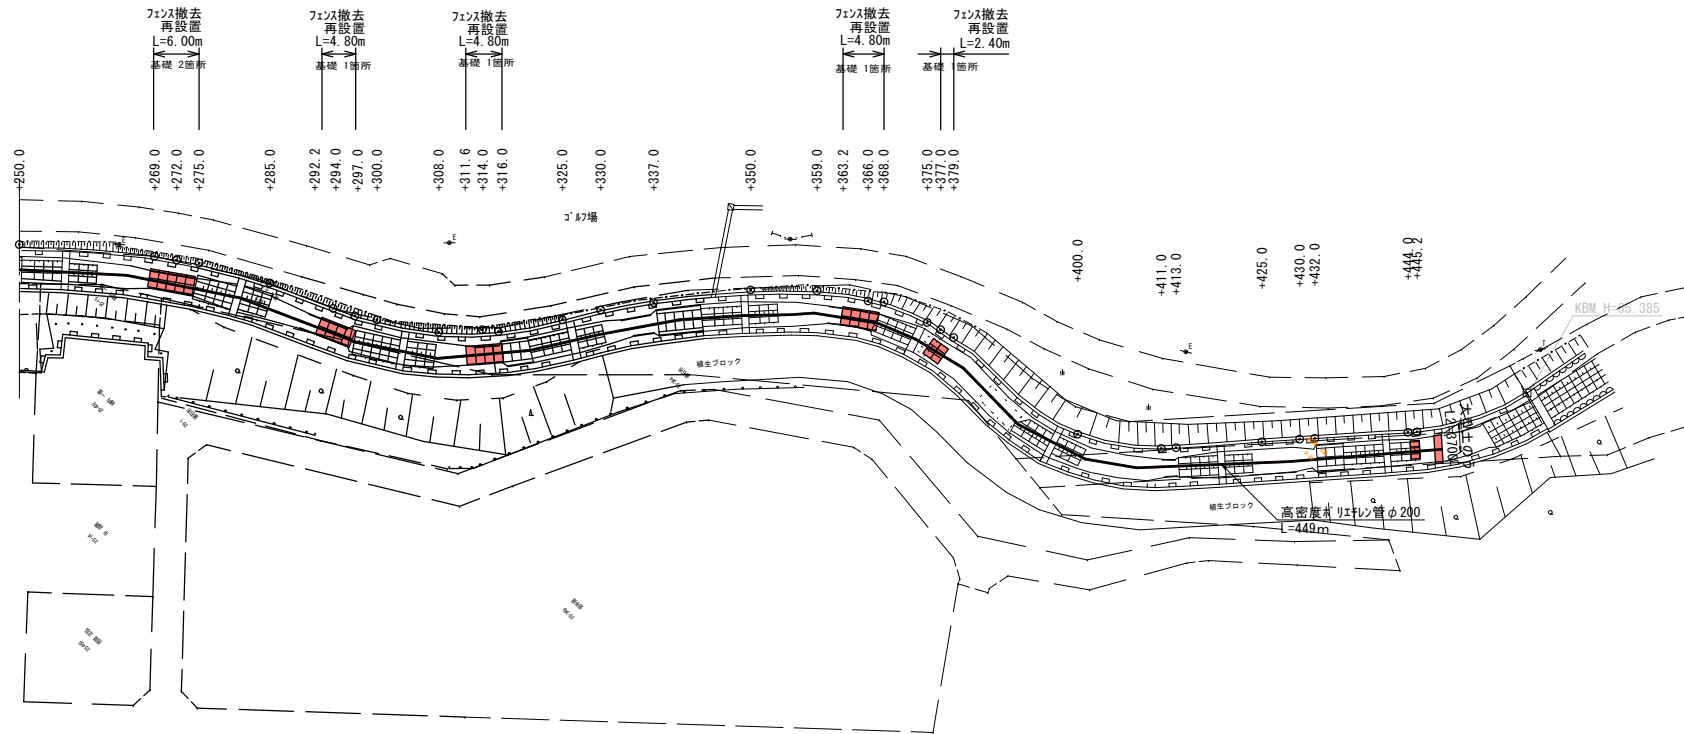 フェンス撤去
再設置
L=6.00m
基礎 2箇所
フェンス撤去
再設置
L=4.80m
基礎 1箇所
フェンス撤去
再設置
L=4.80m
基礎 1箇所
フェンス撤去
再設置
L=4.80m
基礎 1箇所
フェンス撤去
再設置
L=2.40m
基礎 1箇所
+250.0
+269.0
+272.0
+275.0
+285.0
+292.2
+294.0
+297.0
+300.0
+308.0
+311.6
+314.0
+316.0
+325.0
+330.0
+337.0
+350.0
+359.0
+363.2
+366.0
+368.0
+375.0
+377.0
+379.0
+400.0
+411.0
+413.0
+425.0
+430.0
+432.0
+444.0
+445.2
ゴルフ場
E
E
E
T
KBM H=65.385
植生ブロック
植生ブロック
高密度ポリエチレン管φ200
L=449m